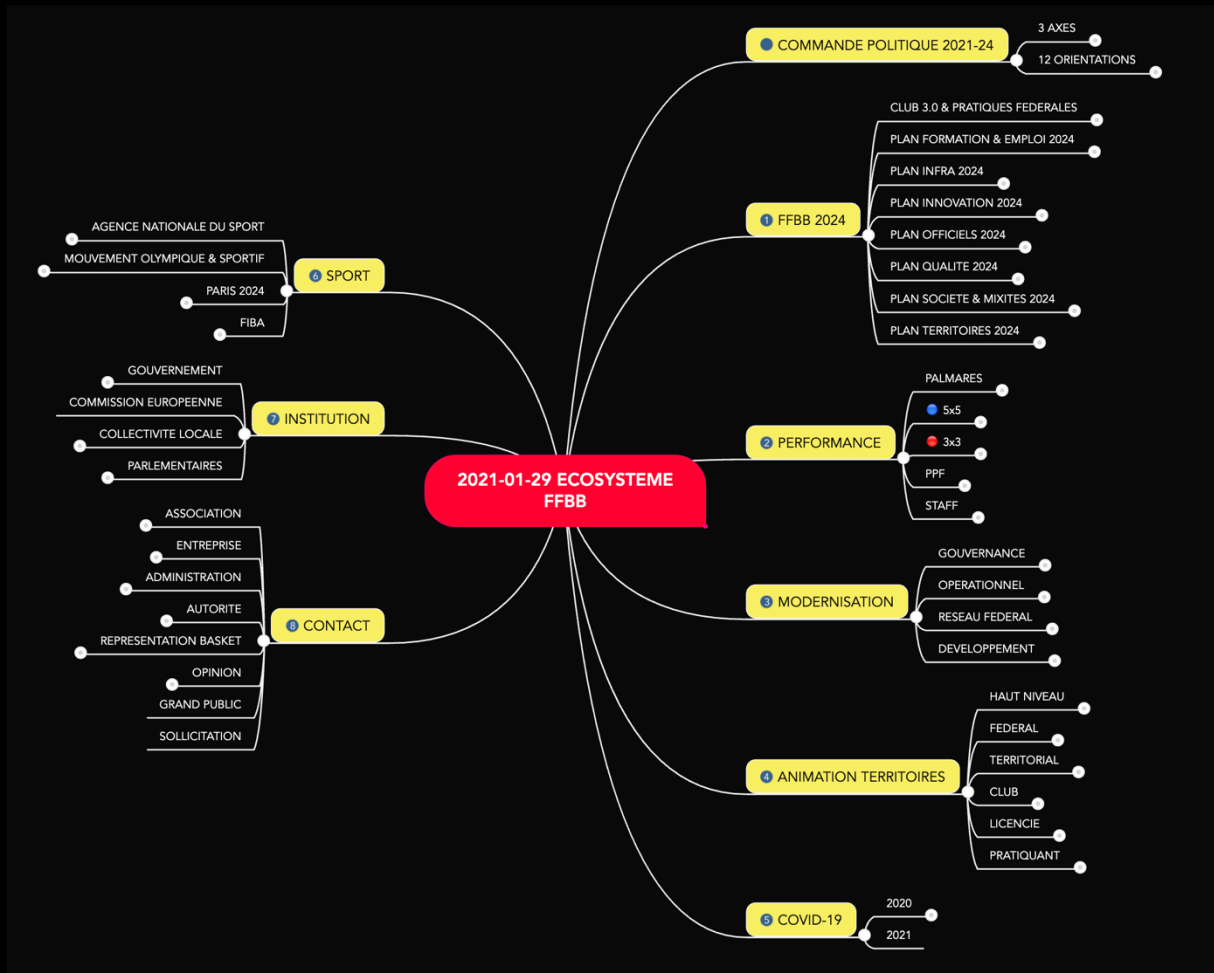 2021-01-29 ECOSYSTEME
FFBB
COMMANDE POLITIQUE 2021-24
3 AXES
12 ORIENTATIONS
1 FFBB 2024
CLUB 3.0 & PRATIQUES FEDERALES
PLAN FORMATION & EMPLOI 2024
PLAN INFRA 2024
PLAN INNOVATION 2024
PLAN OFFICIELS 2024
PLAN QUALITE 2024
PLAN SOCIETE & MIXITES 2024
PLAN TERRITOIRES 2024
2 PERFORMANCE
PALMARES
5x5
3x3
PPF
STAFF
3 MODERNISATION
GOUVERNANCE
OPERATIONNEL
RESEAU FEDERAL
DEVELOPPEMENT
4 ANIMATION TERRITOIRES
HAUT NIVEAU
FEDERAL
TERRITORIAL
CLUB
LICENCIE
PRATIQUANT
5 COVID-19
2020
2021
6 SPORT
AGENCE NATIONALE DU SPORT
MOUVEMENT OLYMPIQUE & SPORTIF
PARIS 2024
FIBA
7 INSTITUTION
GOUVERNEMENT
COMMISSION EUROPEENNE
COLLECTIVITE LOCALE
PARLEMENTAIRES
8 CONTACT
ASSOCIATION
ENTREPRISE
ADMINISTRATION
AUTORITE
REPRESENTATION BASKET
OPINION
GRAND PUBLIC
SOLLICITATION